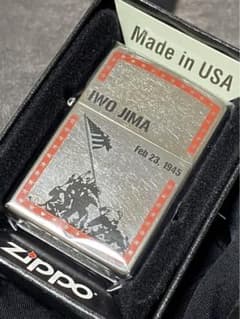 Made in USA
IWO JIMA
Feb 23, 1945
zippo